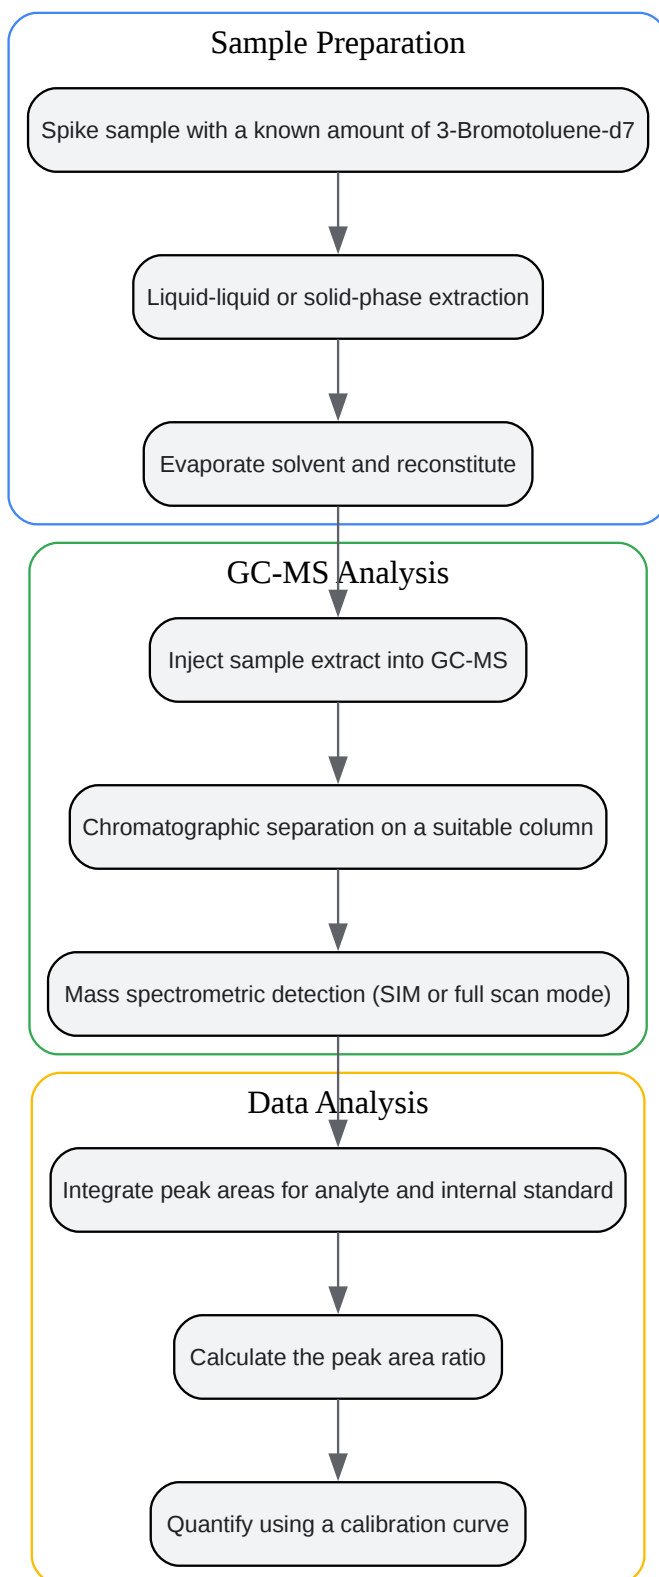 Sample Preparation
Spike sample with a known amount of 3-Bromotoluene-d7
Liquid-liquid or solid-phase extraction
Evaporate solvent and reconstitute
GC-MS Analysis
Inject sample extract into GC-MS
Chromatographic separation on a suitable column
Mass spectrometric detection (SIM or full scan mode)
Data Analysis
Integrate peak areas for analyte and internal standard
Calculate the peak area ratio
Quantify using a calibration curve